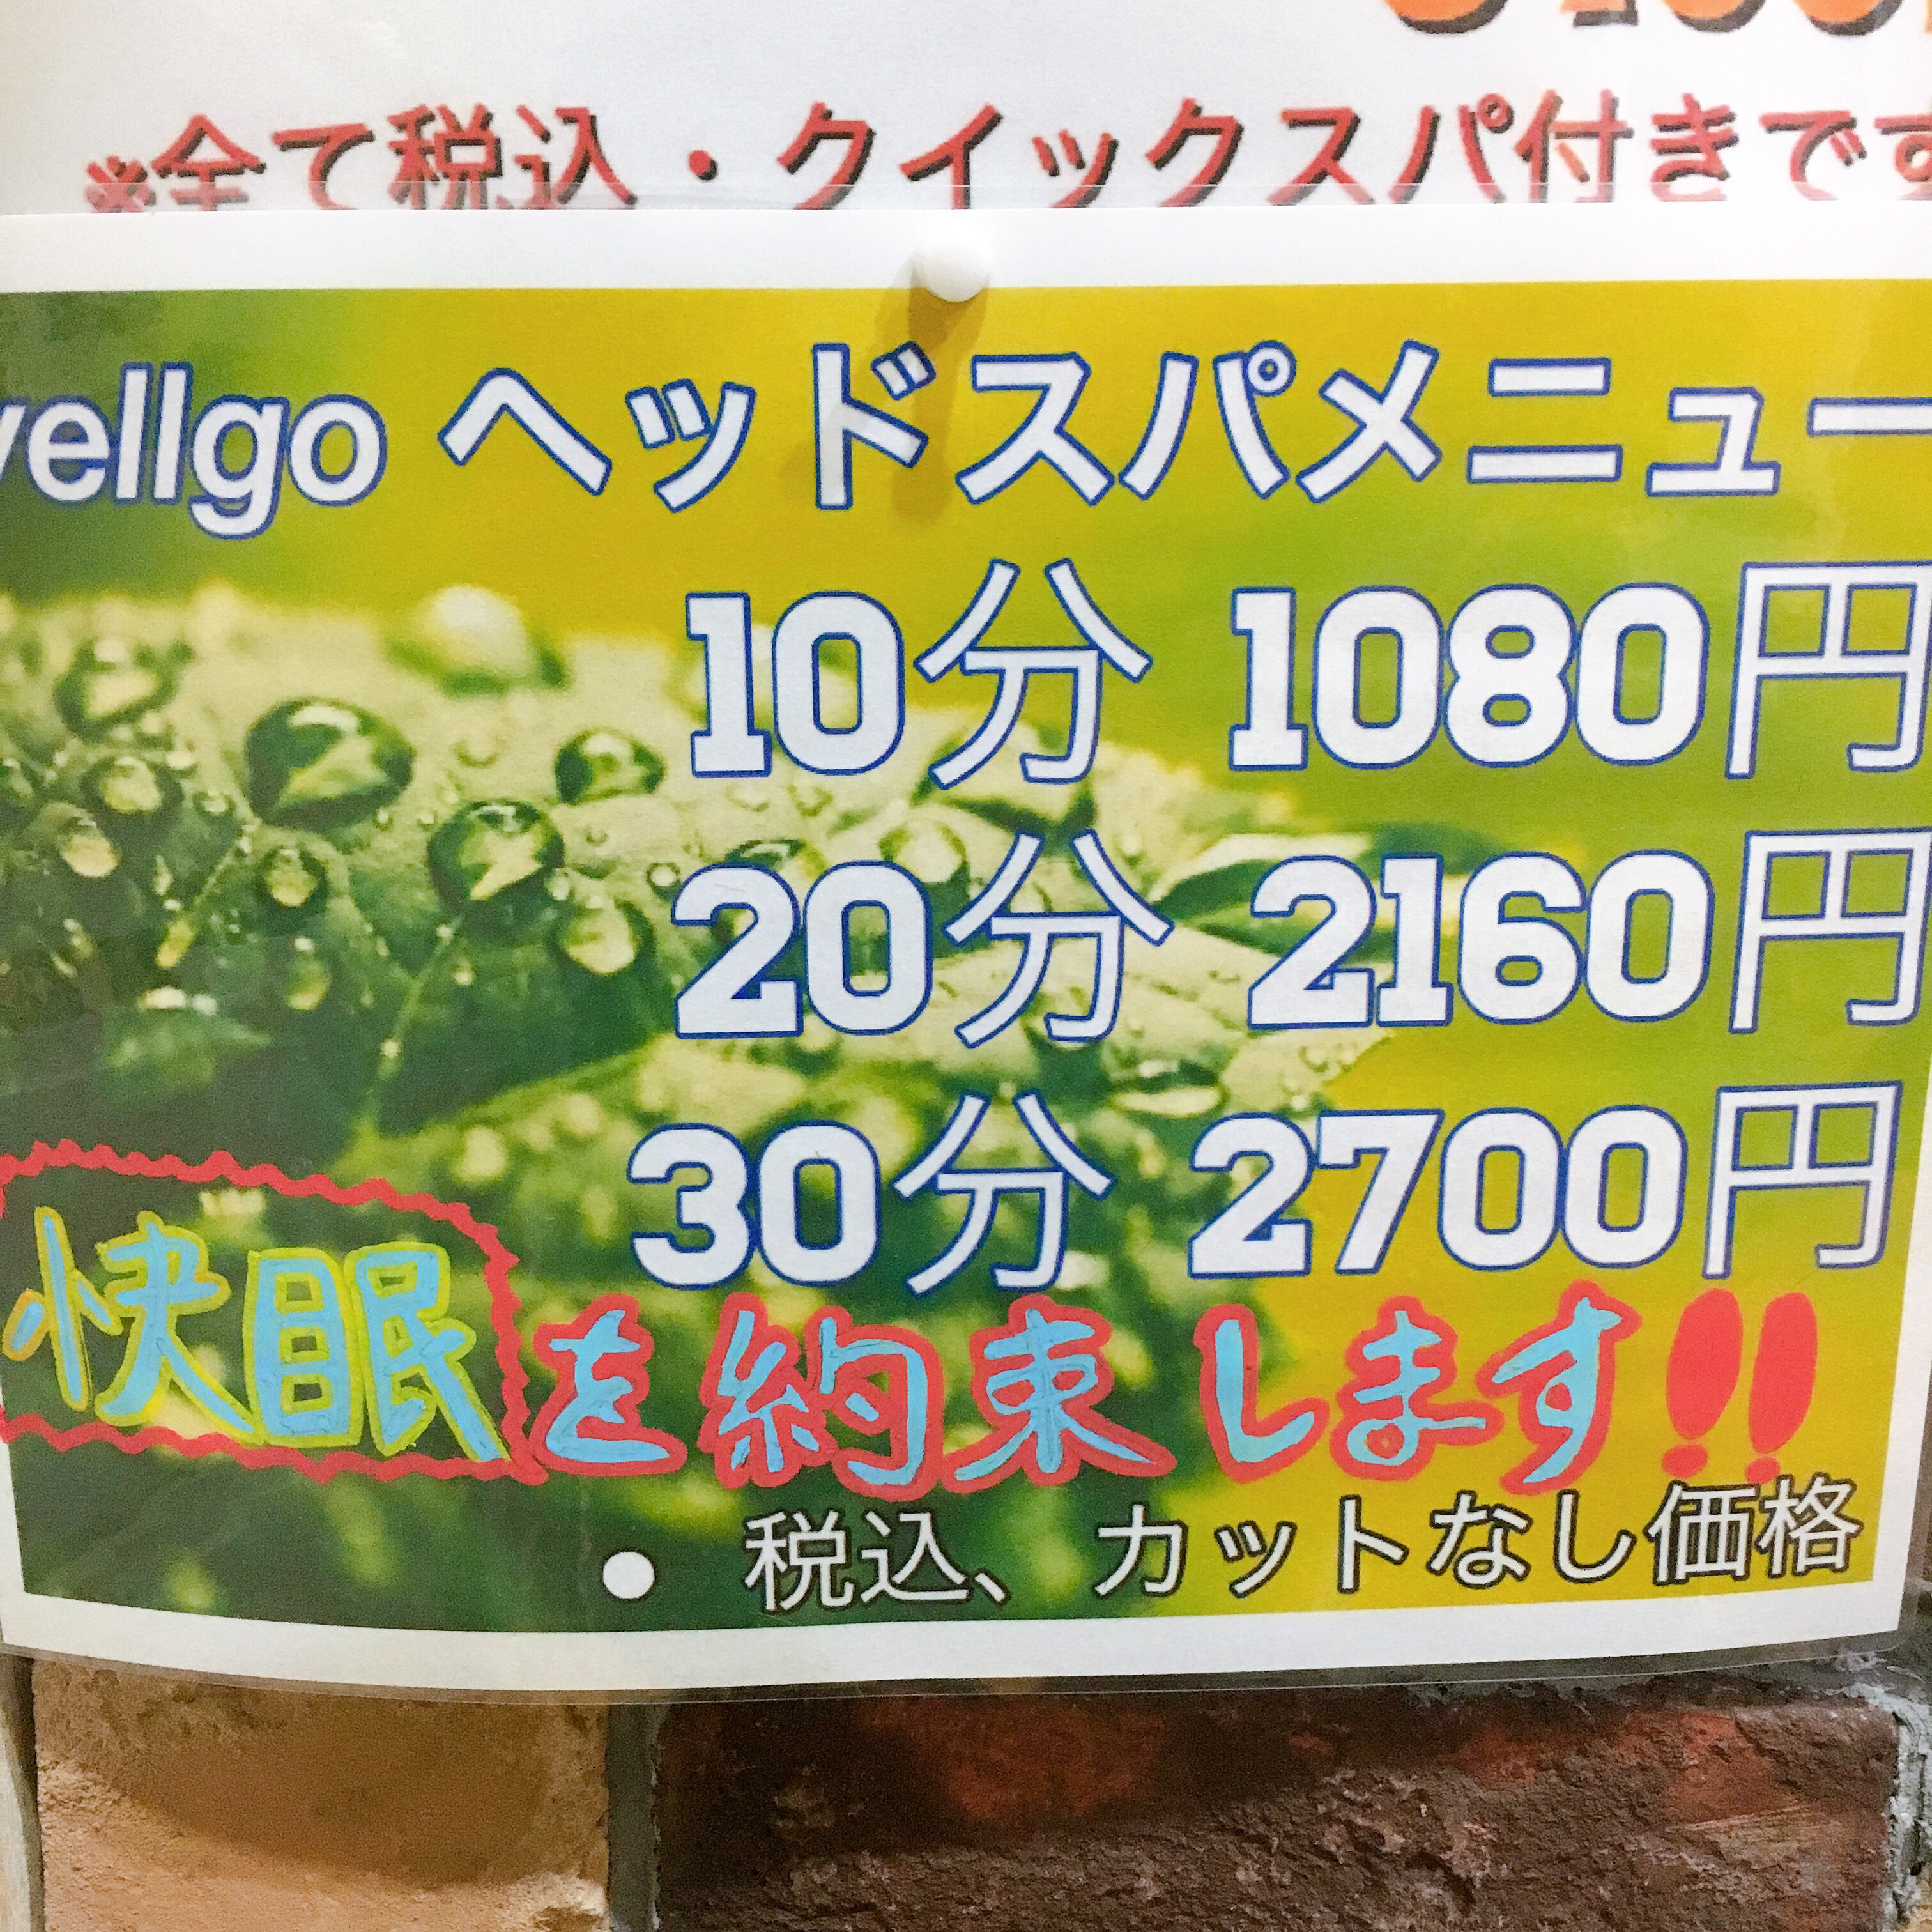 ※全て税込・クイックスパ付きです
vellgo ヘッドスパメニュー
10分 1080円
20分 2160円
30分 2700円
快眠を約束します!!
• 税込、カットなし価格